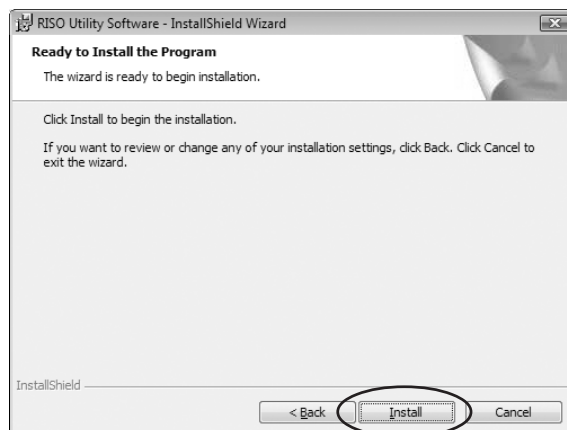 RISO Utility Software - InstallShield Wizard
Ready to Install the Program
The wizard is ready to begin installation.
Click Install to begin the installation.
If you want to review or change any of your installation settings, click Back. Click Cancel to
exit the wizard.
InstallShield
< Back Install Cancel